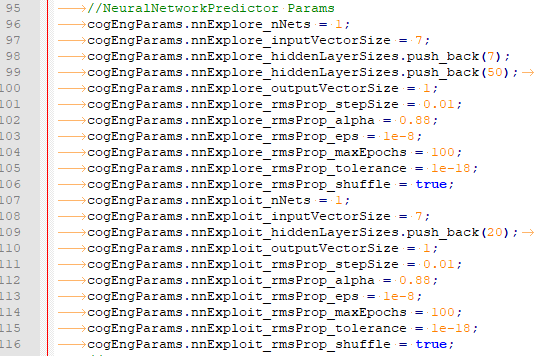 95 //NeuralNetworkPredictor Params
96 cogEngParams.nnExplore_nNets = 1;
97 cogEngParams.nnExplore_inputVectorSize = 7;
98 cogEngParams.nnExplore_hiddenLayerSizes.push_back(7);
99 cogEngParams.nnExplore_hiddenLayerSizes.push_back(50);
100 cogEngParams.nnExplore_outputVectorSize = 1;
101 cogEngParams.nnExplore_rmsProp_stepSize = 0.01;
102 cogEngParams.nnExplore_rmsProp_alpha = 0.88;
103 cogEngParams.nnExplore_rmsProp_eps = 1e-8;
104 cogEngParams.nnExplore_rmsProp_maxEpochs = 100;
105 cogEngParams.nnExplore_rmsProp_tolerance = 1e-18;
106 cogEngParams.nnExplore_rmsProp_shuffle = true;
107 cogEngParams.nnExploit_nNets = 1;
108 cogEngParams.nnExploit_inputVectorSize = 7;
109 cogEngParams.nnExploit_hiddenLayerSizes.push_back(20);
110 cogEngParams.nnExploit_outputVectorSize = 1;
111 cogEngParams.nnExploit_rmsProp_stepSize = 0.01;
112 cogEngParams.nnExploit_rmsProp_alpha = 0.88;
113 cogEngParams.nnExploit_rmsProp_eps = 1e-8;
114 cogEngParams.nnExploit_rmsProp_maxEpochs = 100;
115 cogEngParams.nnExploit_rmsProp_tolerance = 1e-18;
116 cogEngParams.nnExploit_rmsProp_shuffle = true;